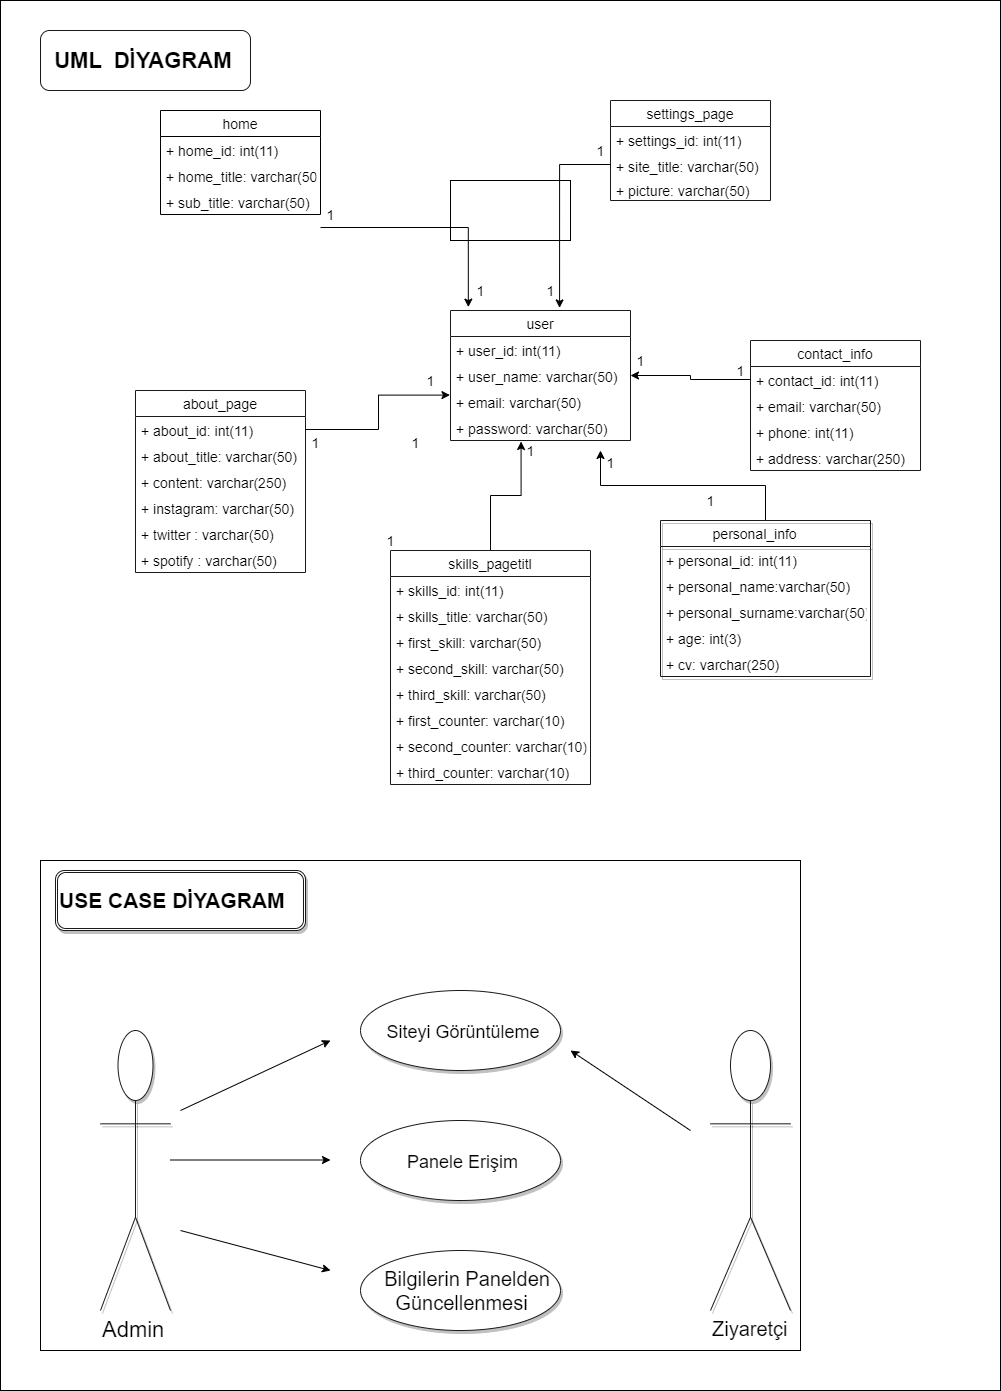 UML DİYAGRAM
home
+ home_id: int(11)
+ home_title: varchar(50
+ sub_title: varchar(50)
1
settings_page
+ settings_id: int(11)
+ site_title: varchar(50)
+ picture: varchar(50)
1
1
1
user
+ user_id: int(11)
+ user_name: varchar(50)
+ email: varchar(50)
+ password: varchar(50)
1
1
contact_info
+ contact_id: int(11)
+ email: varchar(50)
+ phone: int(11)
+ address: varchar(250)
about_page
+ about_id: int(11)
+ about_title: varchar(50)
+ content: varchar(250)
+ instagram: varchar(50)
+ twitter : varchar(50)
+ spotify : varchar(50)
1
1
1
1
1
1
1
skills_pagetitl
+ skills_id: int(11)
+ skills_title: varchar(50)
+ first_skill: varchar(50)
+ second_skill: varchar(50)
+ third_skill: varchar(50)
+ first_counter: varchar(10)
+ second_counter: varchar(10)
+ third_counter: varchar(10)
personal_info
+ personal_id: int(11)
+ personal_name:varchar(50)
+ personal_surname:varchar(50)
+ age: int(3)
+ cv: varchar(250)
USE CASE DİYAGRAM
Siteyi Görüntüleme
Panele Erişim
Bilgilerin Panelden
Güncellenmesi
Admin
Ziyaretçi